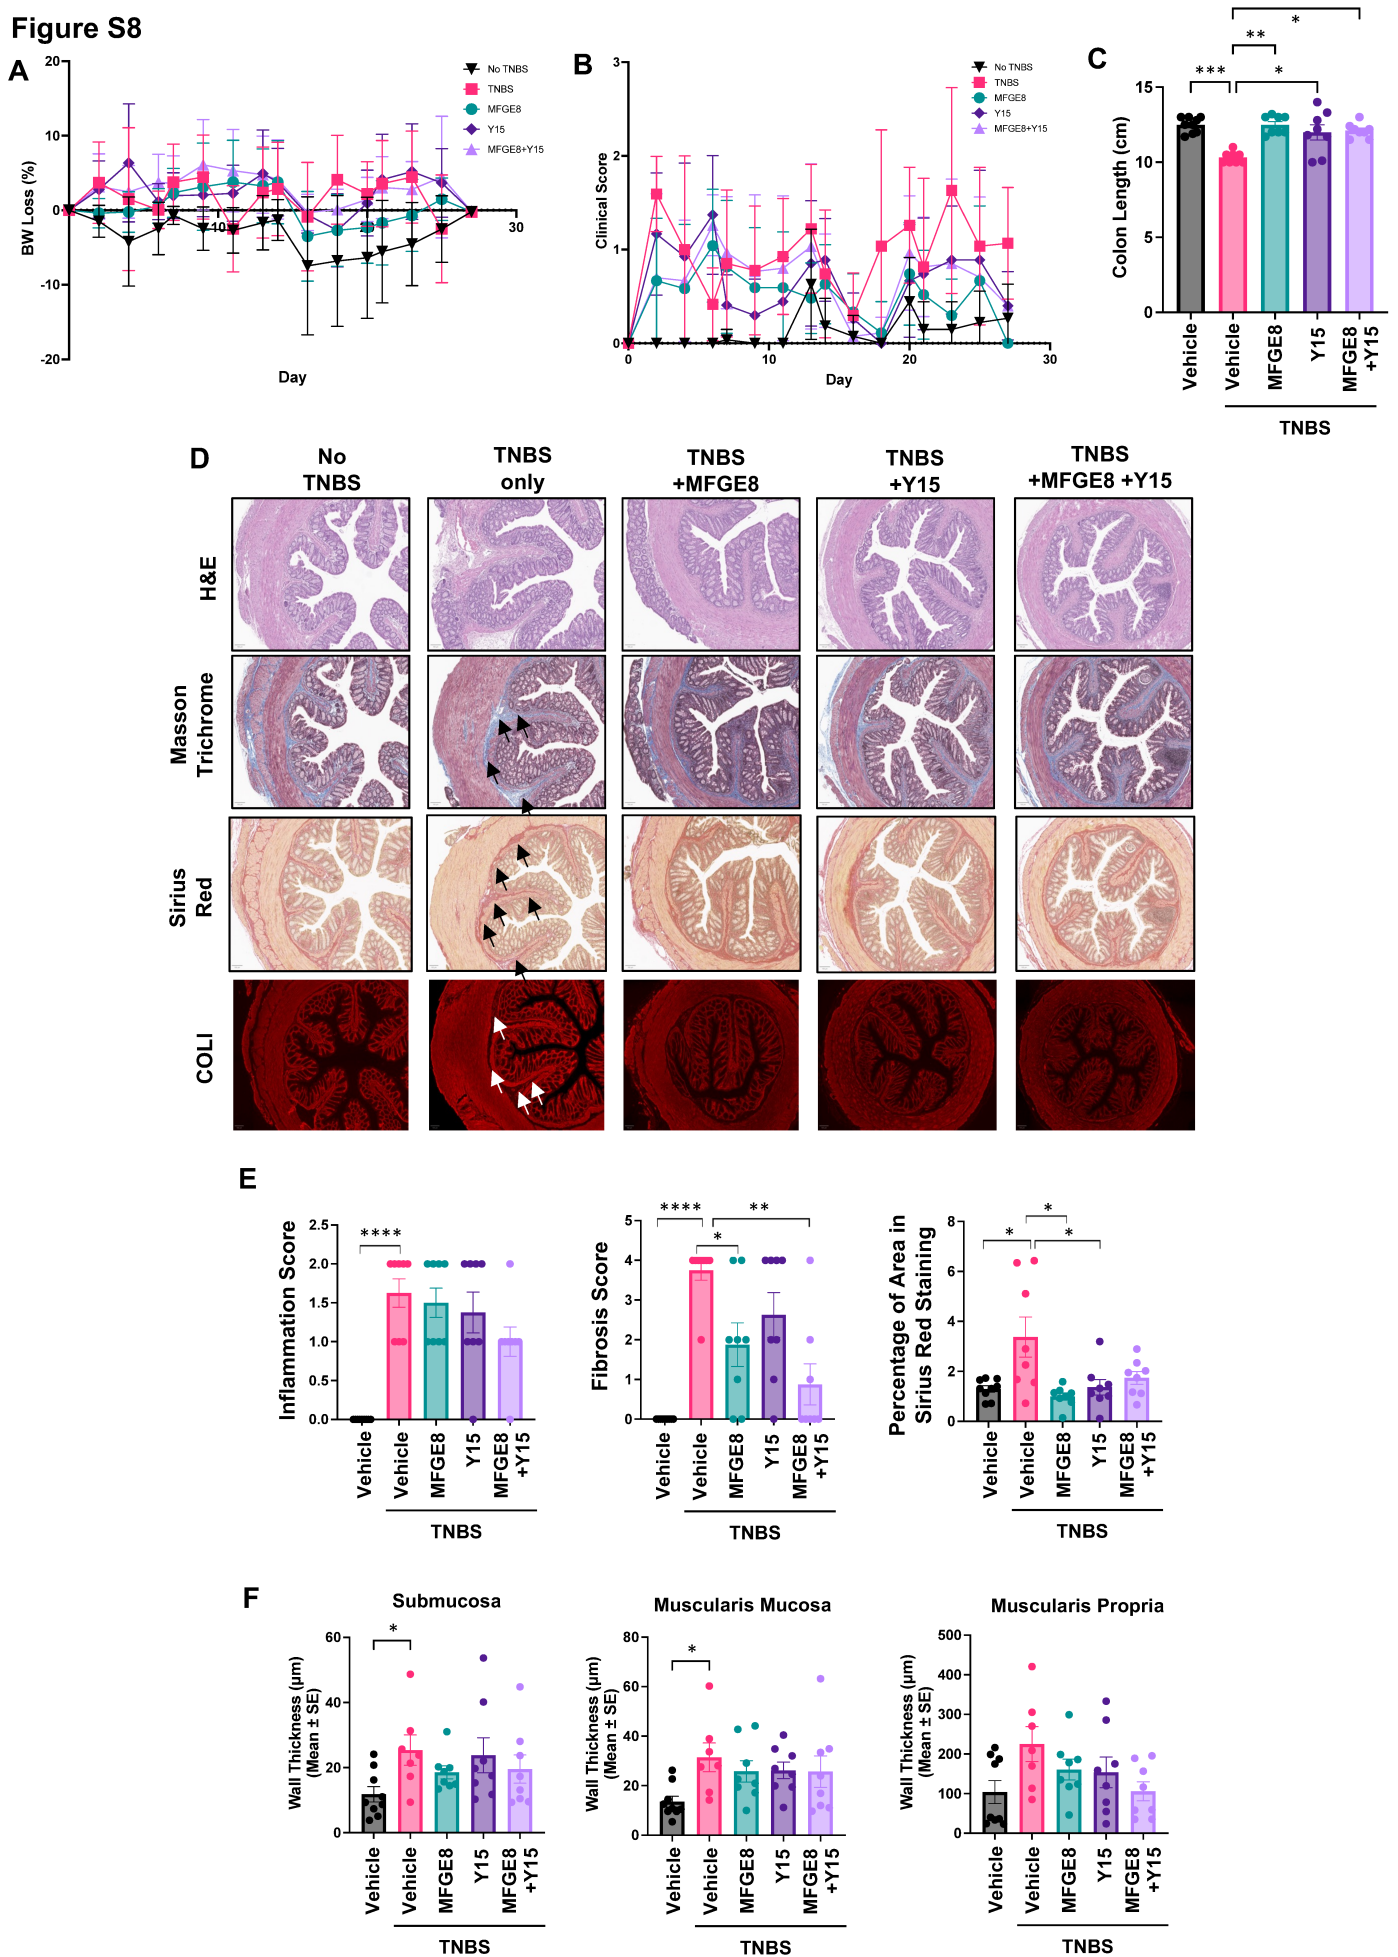 Figure S8
A
20
10
0
-10
-20
10
30
BW Loss (%)
Day
No TNBS
TNBS
MFGE8
Y15
MFGE8+Y15
B
3
2
1
0
0
10
20
30
Clinical Score
Day
No TNBS
TNBS
MFGE8
Y15
MFGE8+Y15
C
*
**
***
*
15
10
5
0
Colon Length (cm)
Vehicle
Vehicle
MFGE8
Y15
MFGE8
+Y15
TNBS
D
No
TNBS
TNBS
only
TNBS
+MFGE8
TNBS
+Y15
TNBS
+MFGE8 +Y15
H&E
Masson
Trichrome
Sirius
Red
COLI
E
****
2.5
2.0
1.5
1.0
0.5
0.0
Inflammation Score
Vehicle
Vehicle
MFGE8
Y15
MFGE8
+Y15
TNBS
****
**
*
5
4
3
2
1
0
Fibrosis Score
Vehicle
Vehicle
MFGE8
Y15
MFGE8
+Y15
TNBS
*
*
*
8
6
4
2
0
Percentage of Area in
Sirius Red Staining
Vehicle
Vehicle
MFGE8
Y15
MFGE8
+Y15
TNBS
F
Submucosa
*
60
40
20
0
Wall Thickness (μm)
(Mean ± SE)
Vehicle
Vehicle
MFGE8
Y15
MFGE8
+Y15
TNBS
Muscularis Mucosa
*
80
60
40
20
0
Wall Thickness (μm)
(Mean ± SE)
Vehicle
Vehicle
MFGE8
Y15
MFGE8
+Y15
TNBS
Muscularis Propria
500
400
300
200
100
0
Wall Thickness (μm)
(Mean ± SE)
Vehicle
Vehicle
MFGE8
Y15
MFGE8
+Y15
TNBS